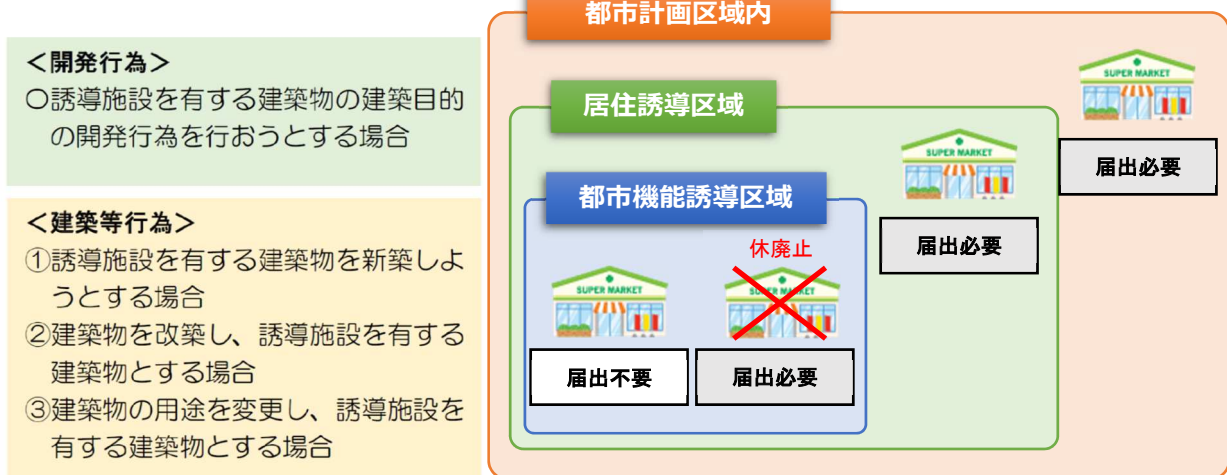 <開発行為>
〇誘導施設を有する建築物の建築目的
の開発行為を行おうとする場合
<建築等行為>
①誘導施設を有する建築物を新築しよ
うとする場合
②建築物を改築し、誘導施設を有する
建築物とする場合
③建築物の用途を変更し、誘導施設を
有する建築物とする場合
都市計画区域内
SUPER MARKET
届出必要
居住誘導区域
SUPER MARKET
届出必要
都市機能誘導区域
SUPER MARKET
届出不要
休廃止
SUPER MARKET
届出必要